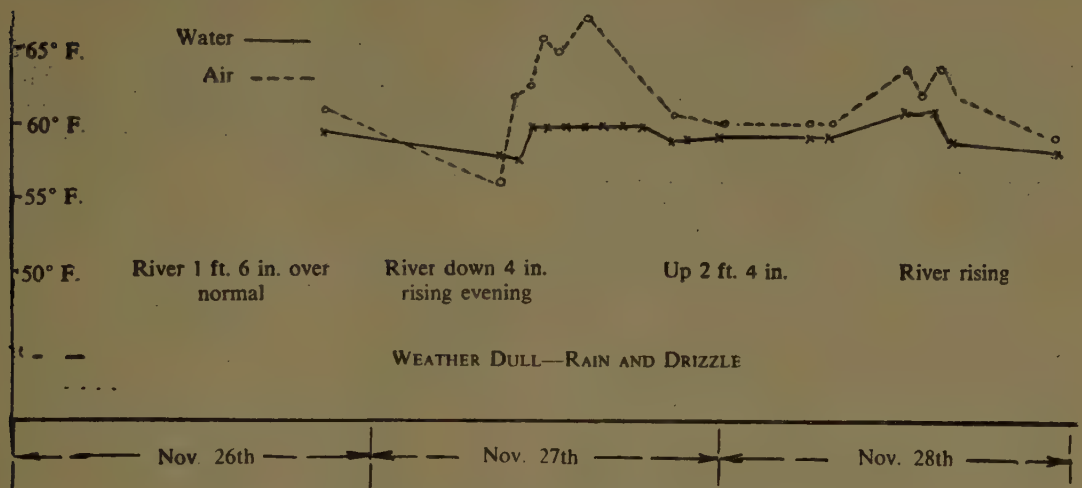 65° F.
Water
Air
60° F.
55° F.
50° F.
River 1 ft. 6 in. over
normal
River down 4 in.
rising evening
Up 2 ft. 4 in.
River rising
WEATHER DULL—RAIN AND DRIZZLE
Nov. 26th
Nov. 27th
Nov. 28th